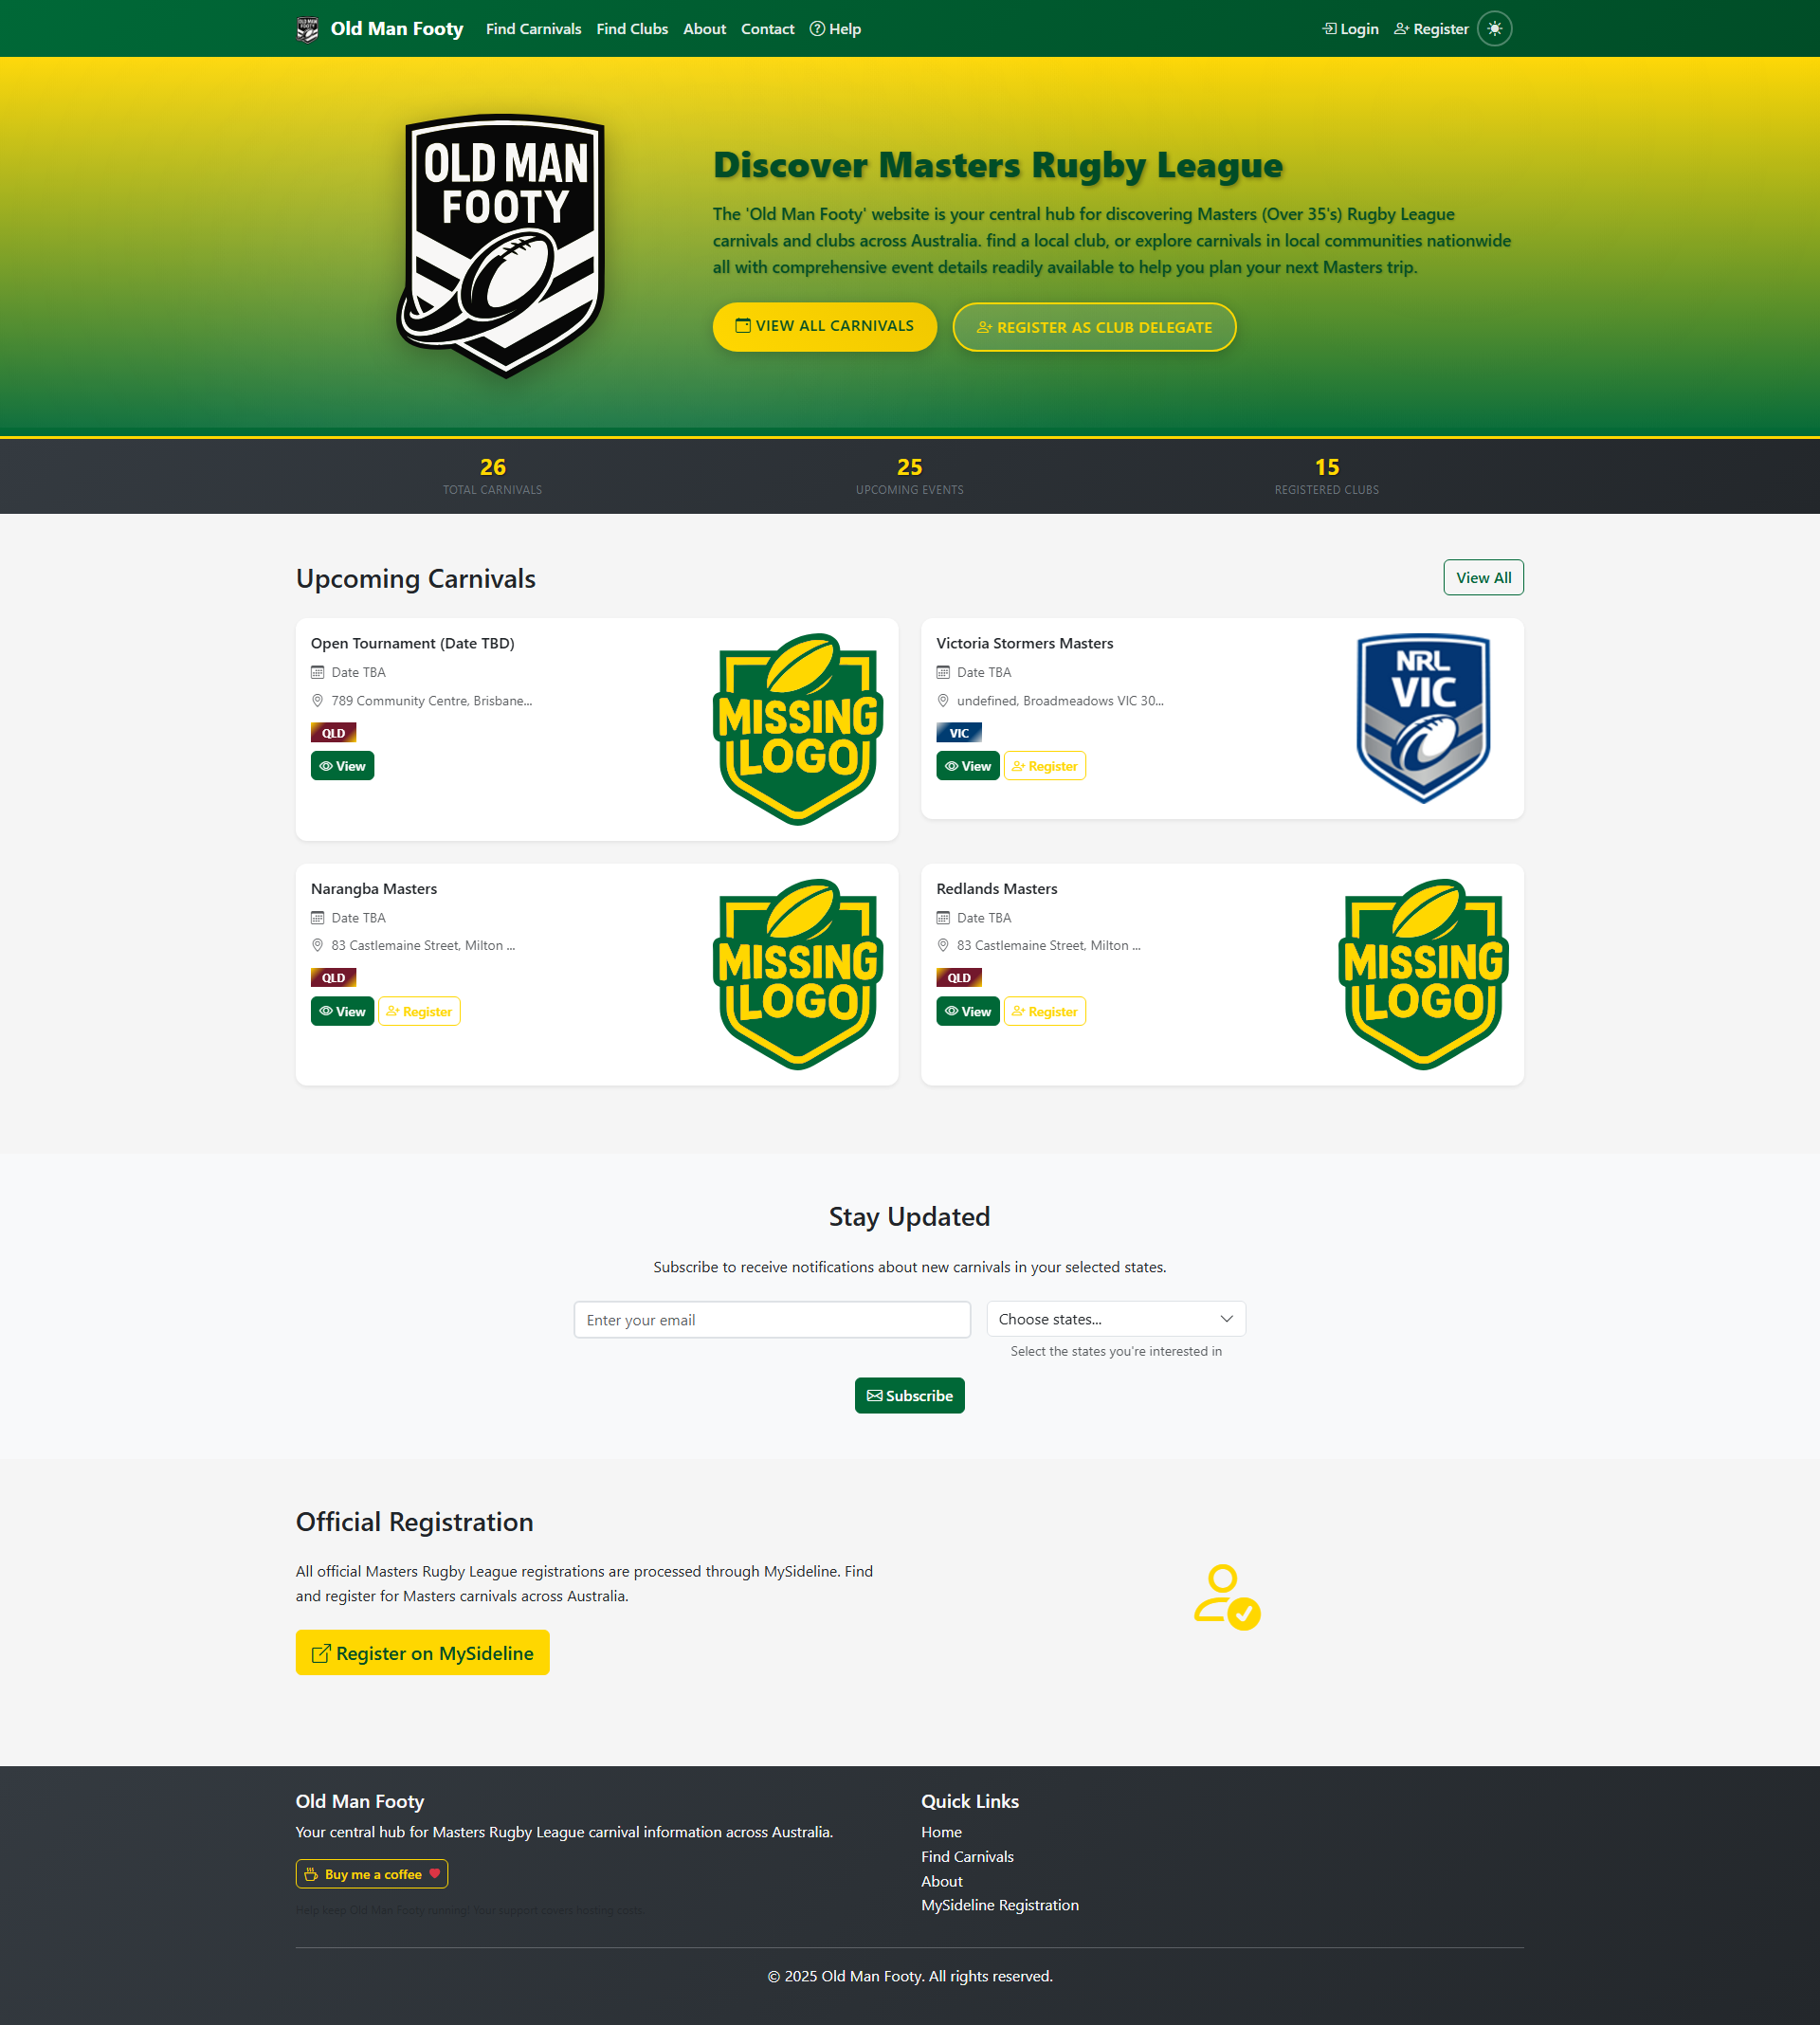 Old Man Footy
Find Carnivals
Find Clubs
About
Contact
Help
Login
Register
OLD MAN
FOOTY
Discover Masters Rugby League
The 'Old Man Footy' website is your central hub for discovering Masters (Over 35's) Rugby League
carnivals and clubs across Australia. find a local club, or explore carnivals in local communities nationwide
all with comprehensive event details readily available to help you plan your next Masters trip.
VIEW ALL CARNIVALS
REGISTER AS CLUB DELEGATE
26
TOTAL CARNIVALS
25
UPCOMING EVENTS
15
REGISTERED CLUBS
Upcoming Carnivals
View All
Open Tournament (Date TBD)
Date TBA
789 Community Centre, Brisbane...
QLD
View
MISSING
LOGO
Victoria Stormers Masters
Date TBA
undefined, Broadmeadows VIC 30...
VIC
View
Register
NRL
VIC
Narangba Masters
Date TBA
83 Castlemaine Street, Milton ...
QLD
View
Register
MISSING
LOGO
Redlands Masters
Date TBA
83 Castlemaine Street, Milton ...
QLD
View
Register
MISSING
LOGO
Stay Updated
Subscribe to receive notifications about new carnivals in your selected states.
Enter your email
Choose states...
Select the states you're interested in
Subscribe
Official Registration
All official Masters Rugby League registrations are processed through MySideline. Find
and register for Masters carnivals across Australia.
Register on MySideline
Old Man Footy
Your central hub for Masters Rugby League carnival information across Australia.
Buy me a coffee
Help keep Old Man Footy running! Your support covers hosting costs.
Quick Links
Home
Find Carnivals
About
MySideline Registration
© 2025 Old Man Footy. All rights reserved.